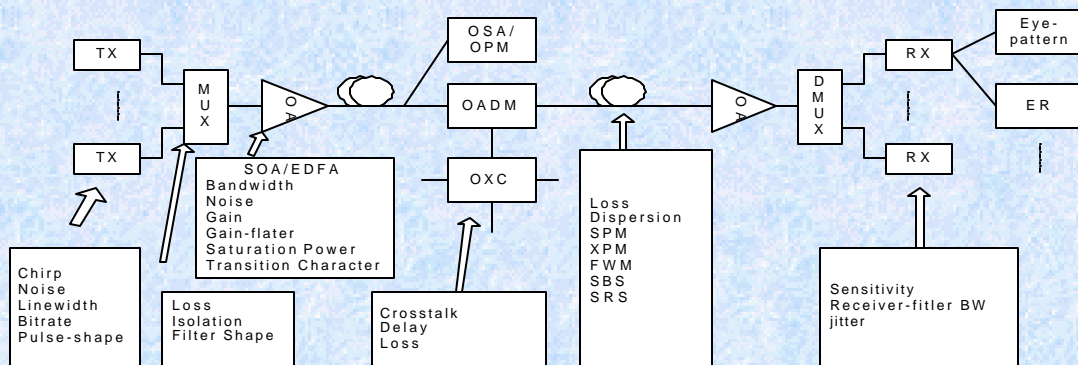 TX
TX
MUX
OA
OSA/
OPM
OADM
OXC
OA
DMUX
RX
RX
Eye-
pattern
ER
SOA/EDFA
Bandwidth
Noise
Gain
Gain-flater
Saturation Power
Transition Character
Chirp
Noise
Linewidth
Bitrate
Pulse-shape
Loss
Isolation
Filter Shape
Crosstalk
Delay
Loss
Loss
Dispersion
SPM
XPM
FWM
SBS
SRS
Sensitivity
Receiver-fitler BW
jitter